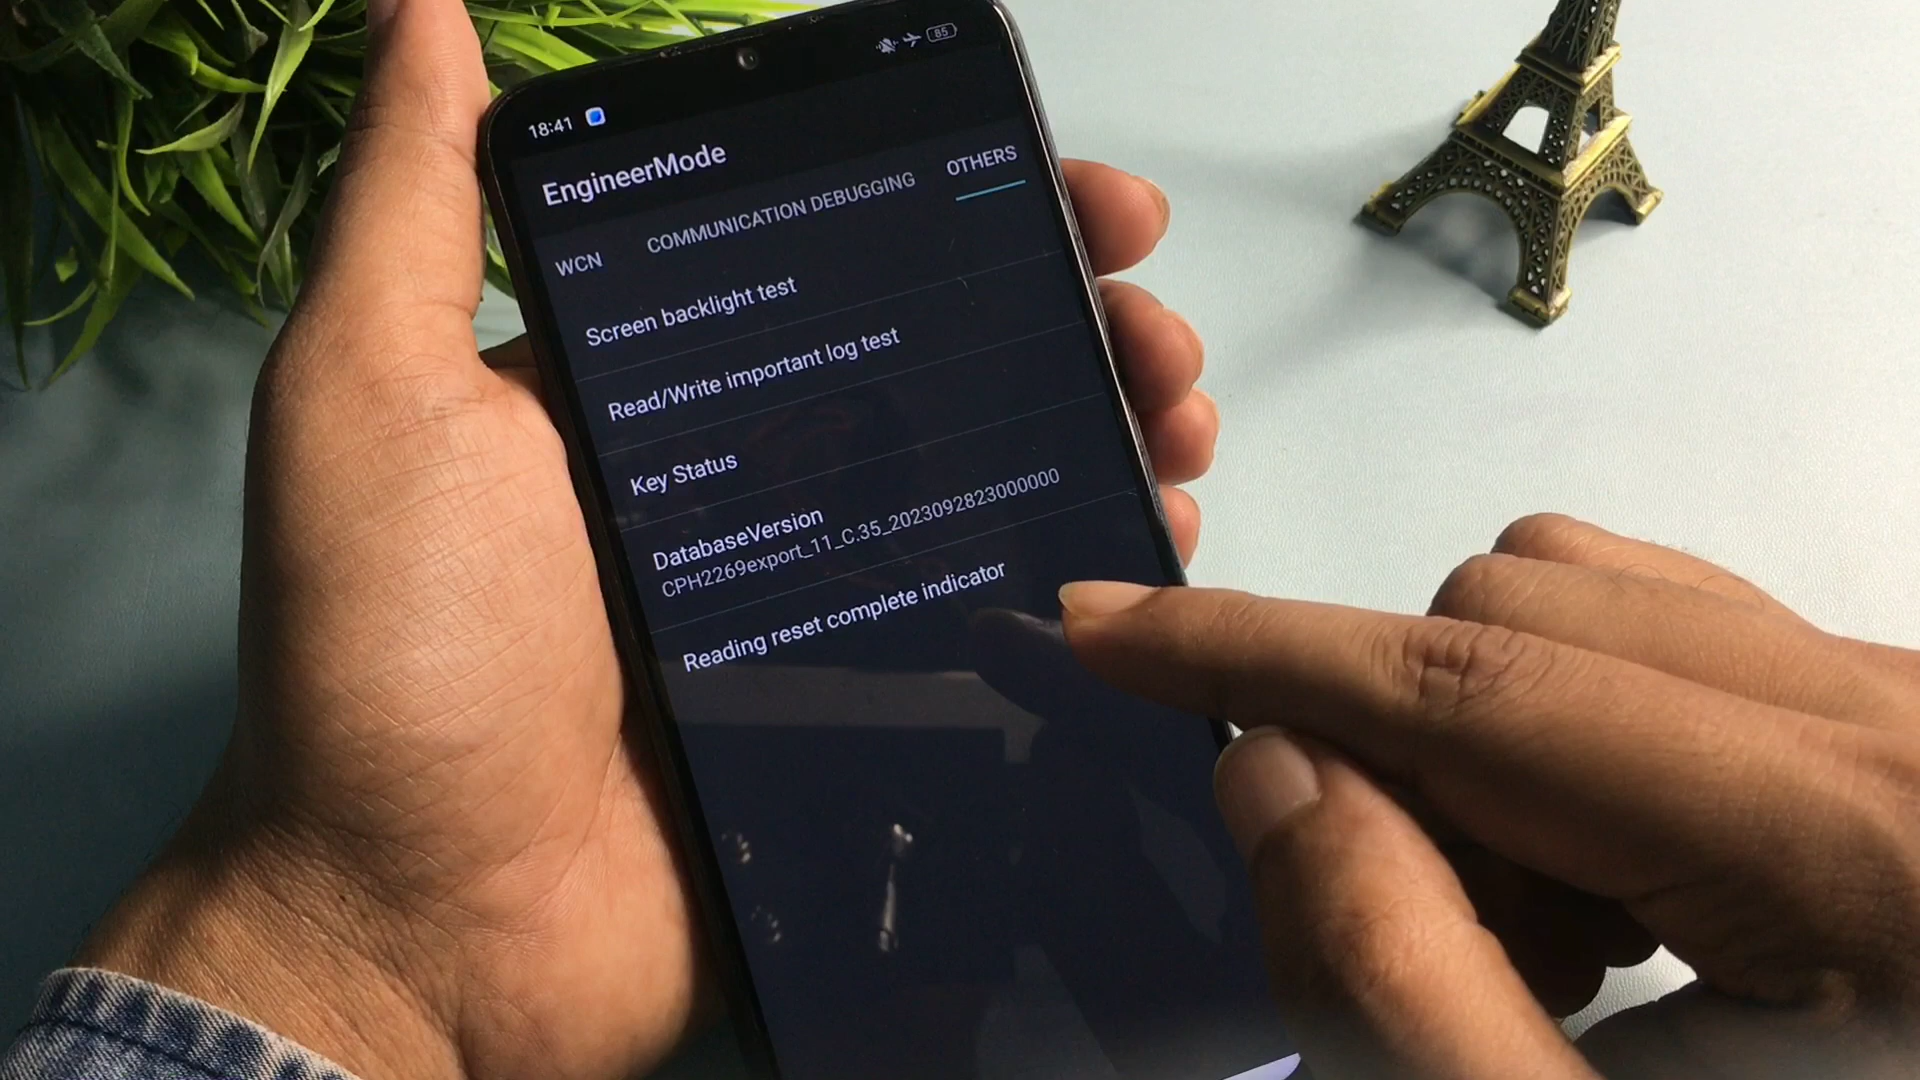 18:41
85
EngineerMode
WCN COMMUNICATION DEBUGGING OTHERS
Screen backlight test
Read/Write important log test
Key Status
DatabaseVersion
CPH2269export_11_C.35_2023092823000000
Reading reset complete indicator